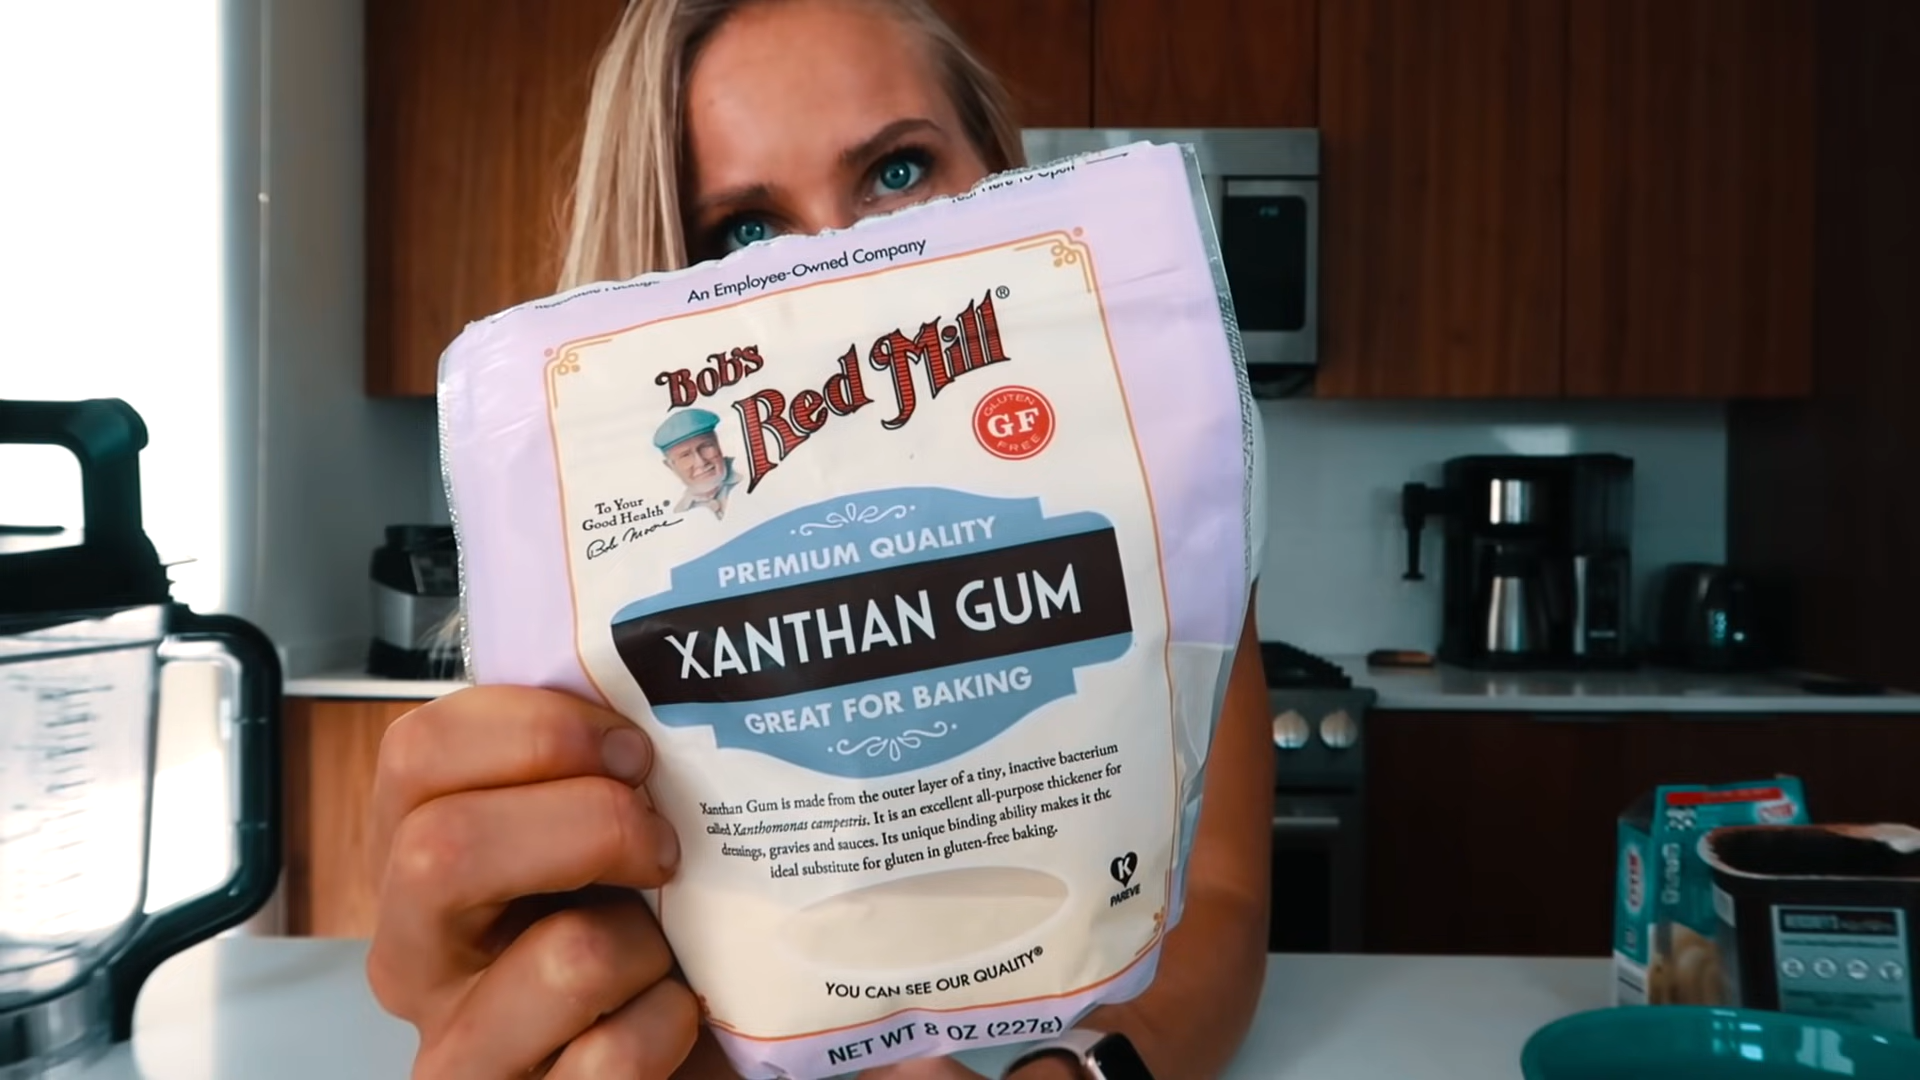 An Employee-Owned Company
Bob's
Red Mill®
GLUTEN
GF
FREE
To Your
Good Health®
Bob Moore
PREMIUM QUALITY
XANTHAN GUM
GREAT FOR BAKING
Xanthan Gum is made from the outer layer of a tiny, inactive bacterium
called Xanthomonas campestris. It is an excellent all-purpose thickener for
dressings, gravies and sauces. Its unique binding ability makes it the
ideal substitute for gluten in gluten-free baking.
K
PAREVE
YOU CAN SEE OUR QUALITY®
NET WT 8 OZ (227g)